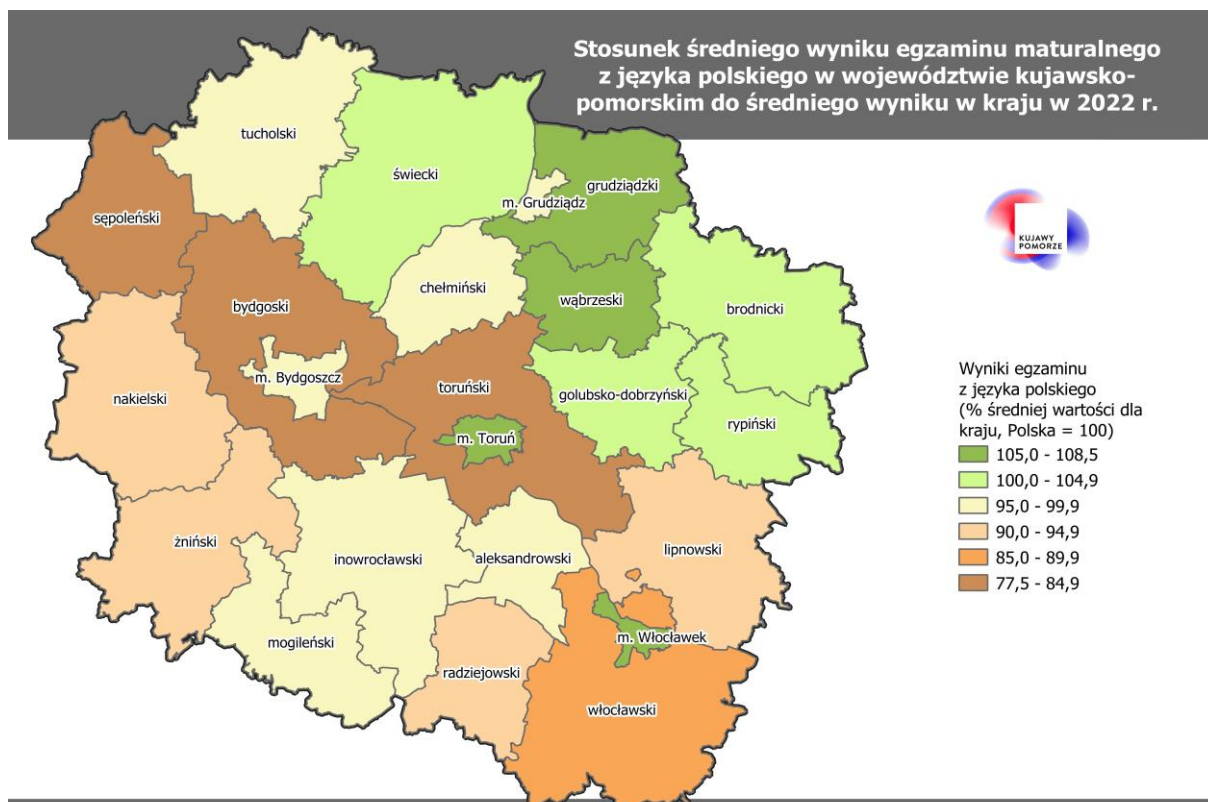 Stosunek średniego wyniku egzaminu maturalnego
z języka polskiego w województwie kujawsko-
pomorskim do średniego wyniku w kraju w 2022 r.
tucholski
świecki
grudziądzki
m. Grudziądz
sępoleński
KUJAWY
POMORZE
chełmiński
wąbrzeski
bydgoski
brodnicki
Wyniki egzaminu
z języka polskiego
(% średniej wartości dla
kraju, Polska = 100)
105,0 - 108,5
100,0 - 104,9
95,0 - 99,9
90,0 - 94,9
85,0 - 89,9
77,5 - 84,9
m. Bydgoszcz
toruński
nakielski
golubsko-dobrzyński
rypiński
m. Toruń
żniński
inowrocławski
aleksandrowski
lipnowski
mogileński
m. Włocławek
radziejowski
włocławski